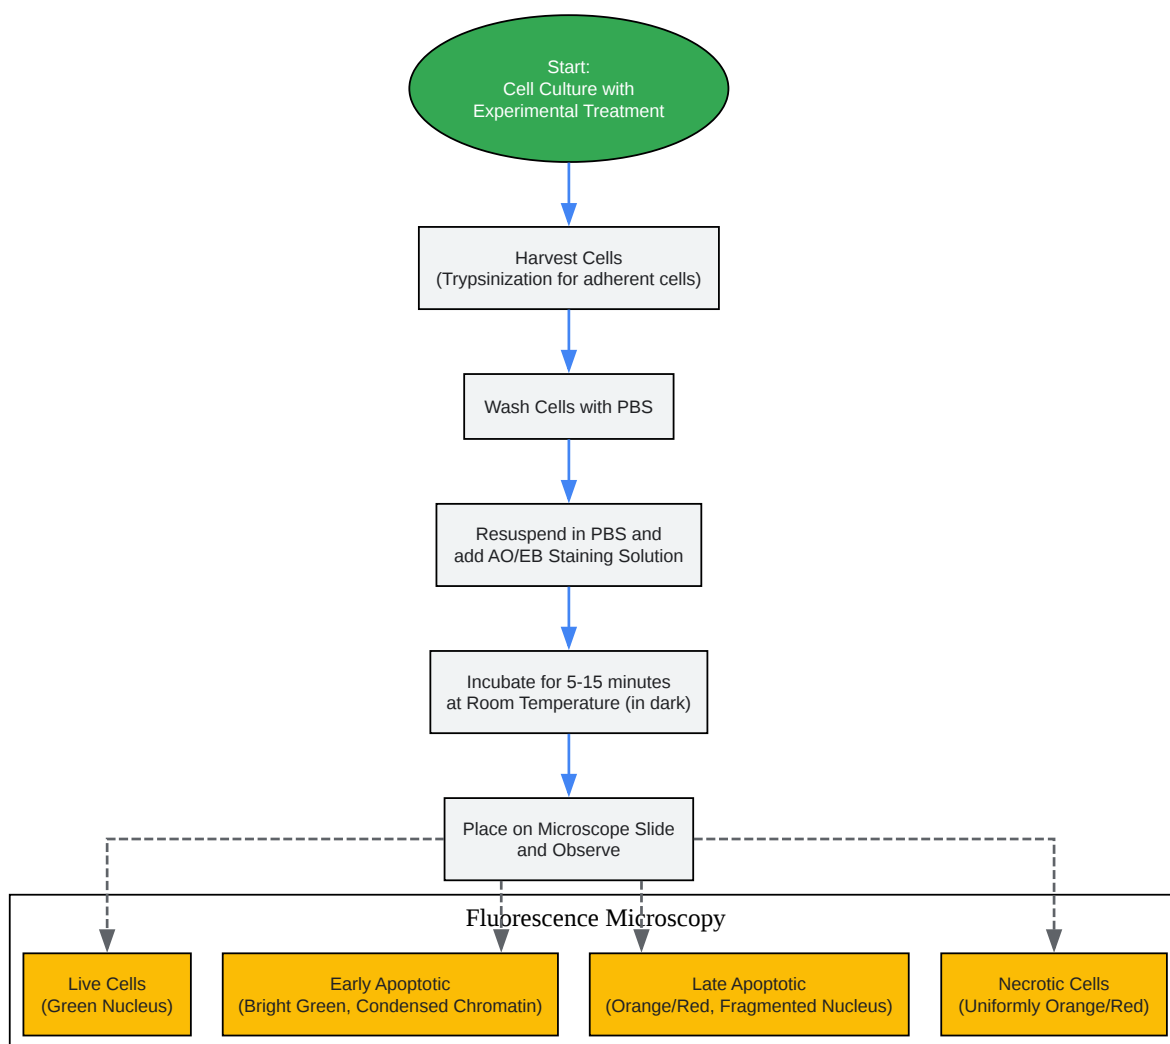 Start:
Cell Culture with
Experimental Treatment
Harvest Cells
(Trypsinization for adherent cells)
Wash Cells with PBS
Resuspend in PBS and
add AO/EB Staining Solution
Incubate for 5-15 minutes
at Room Temperature (in dark)
Place on Microscope Slide
and Observe
Fluorescence Microscopy
Live Cells
(Green Nucleus)
Early Apoptotic
(Bright Green, Condensed Chromatin)
Late Apoptotic
(Orange/Red, Fragmented Nucleus)
Necrotic Cells
(Uniformly Orange/Red)